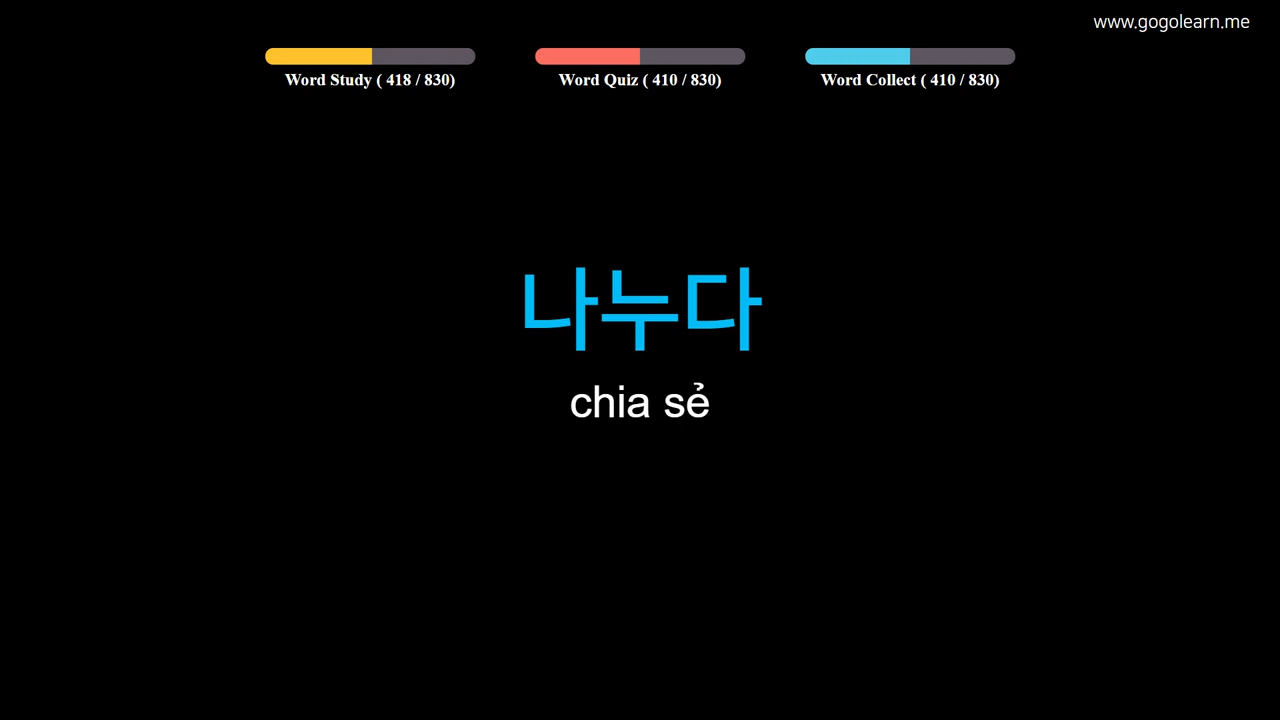 www.gogolearn.me
Word Study ( 418 / 830)
Word Quiz ( 410 / 830)
Word Collect ( 410 / 830)
나누다
chia sẻ